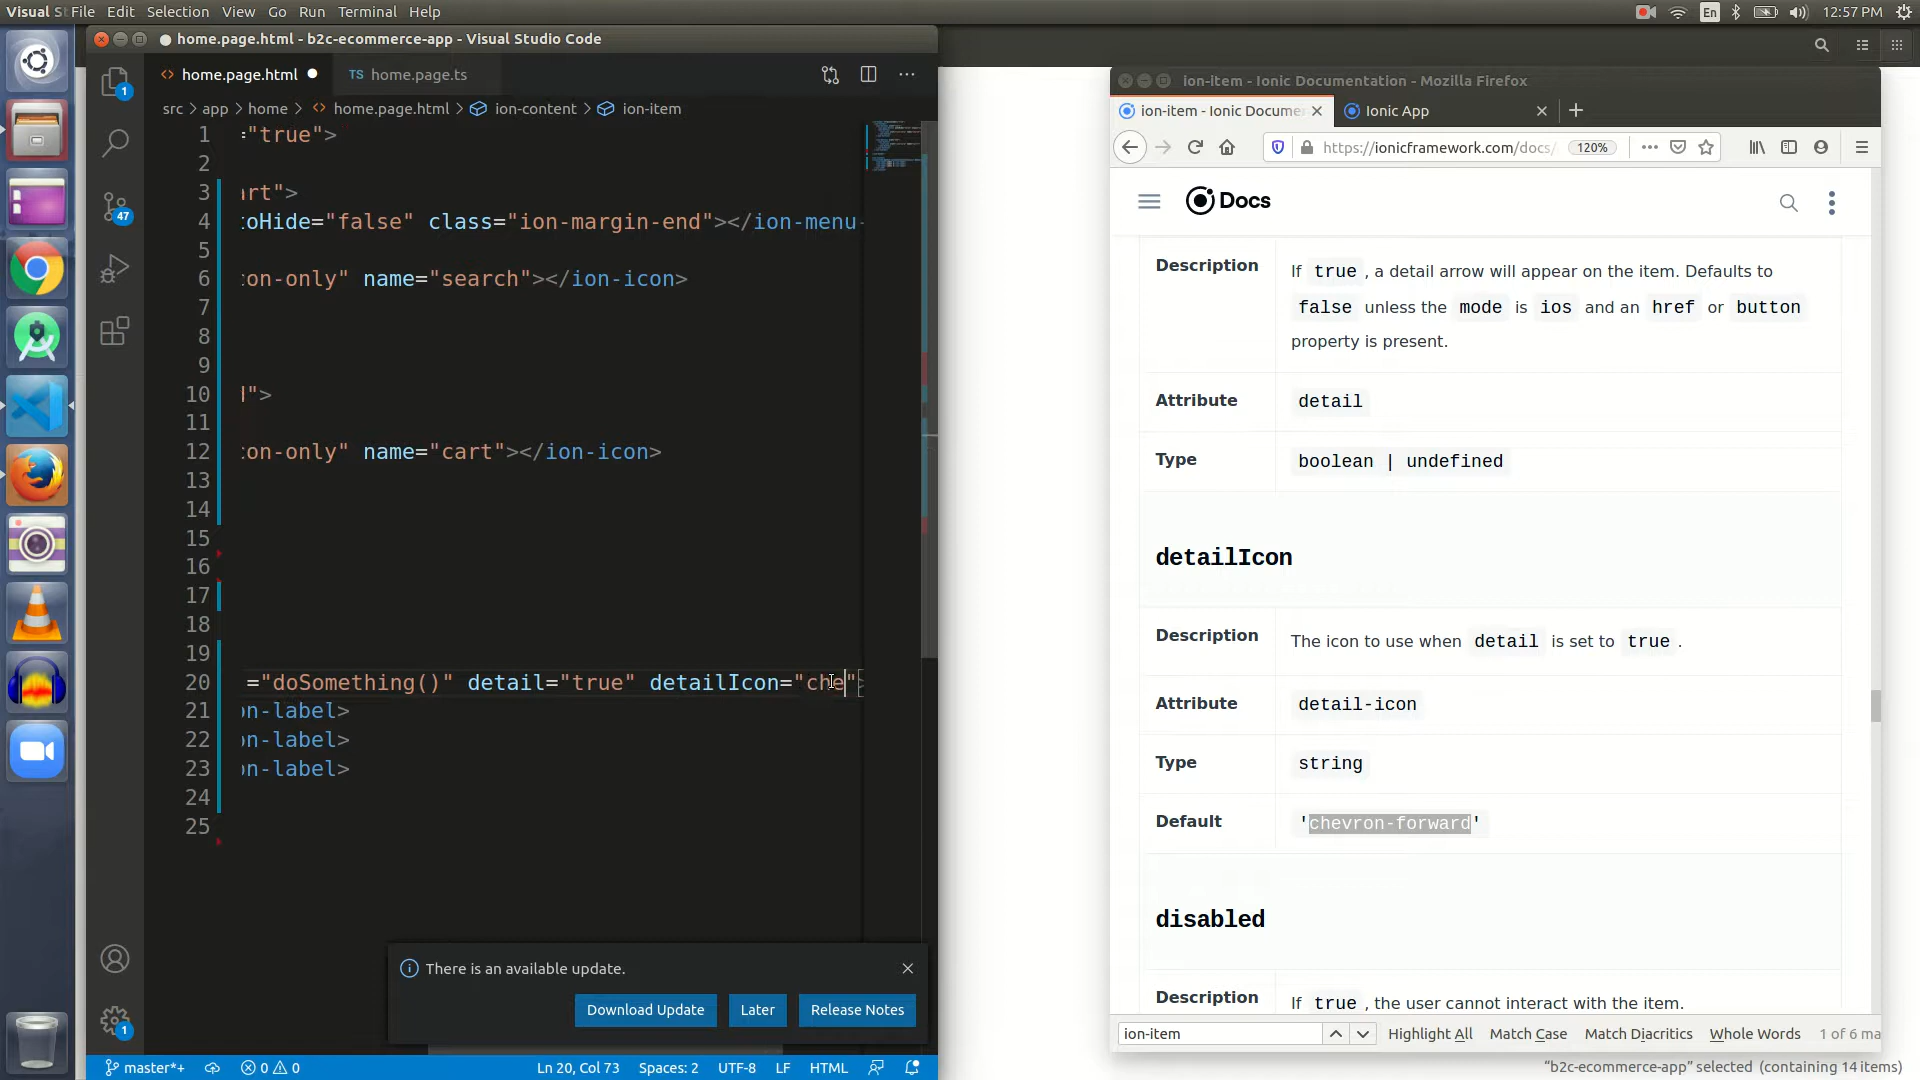 Visual S File Edit Selection View Go Run Terminal Help
En 12:57 PM
home.page.html - b2c-ecommerce-app - Visual Studio Code
home.page.html
TS home.page.ts
src > app > home > home.page.html > ion-content > ion-item
1 ="true">
2
3 art">
4 toHide="false" class="ion-margin-end"></ion-menu-
5
6 con-only" name="search"></ion-icon>
7
8
9
10 d">
11
12 con-only" name="cart"></ion-icon>
13
14
15
16
17
18
19
20 ="doSomething()" detail="true" detailIcon="che">
21 on-label>
22 on-label>
23 on-label>
24
25
1
47
1
There is an available update.
Download Update
Later
Release Notes
master*+
0 0
Ln 20, Col 73
Spaces: 2
UTF-8
LF
HTML
ion-item - Ionic Documentation - Mozilla Firefox
ion-item - Ionic Docume
Ionic App
https://ionicframework.com/docs/
120%
Docs
Description
If true, a detail arrow will appear on the item. Defaults to
false unless the mode is ios and an href or button
property is present.
Attribute detail
Type boolean | undefined
detailIcon
Description The icon to use when detail is set to true.
Attribute detail-icon
Type string
Default 'chevron-forward'
disabled
Description If true, the user cannot interact with the item.
ion-item
Highlight All
Match Case
Match Diacritics
Whole Words
1 of 6 ma
"b2c-ecommerce-app" selected (containing 14 items)